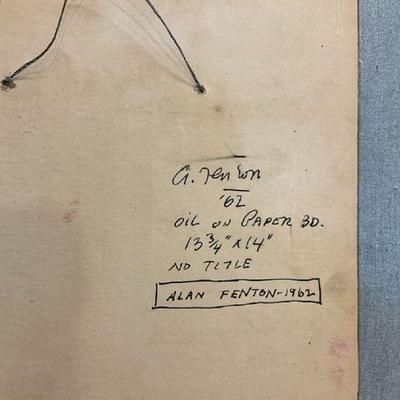 A. Fenton
'62
OIL ON PAPER BD.
13 3/4" X 14"
NO TITLE
ALAN FENTON-1962